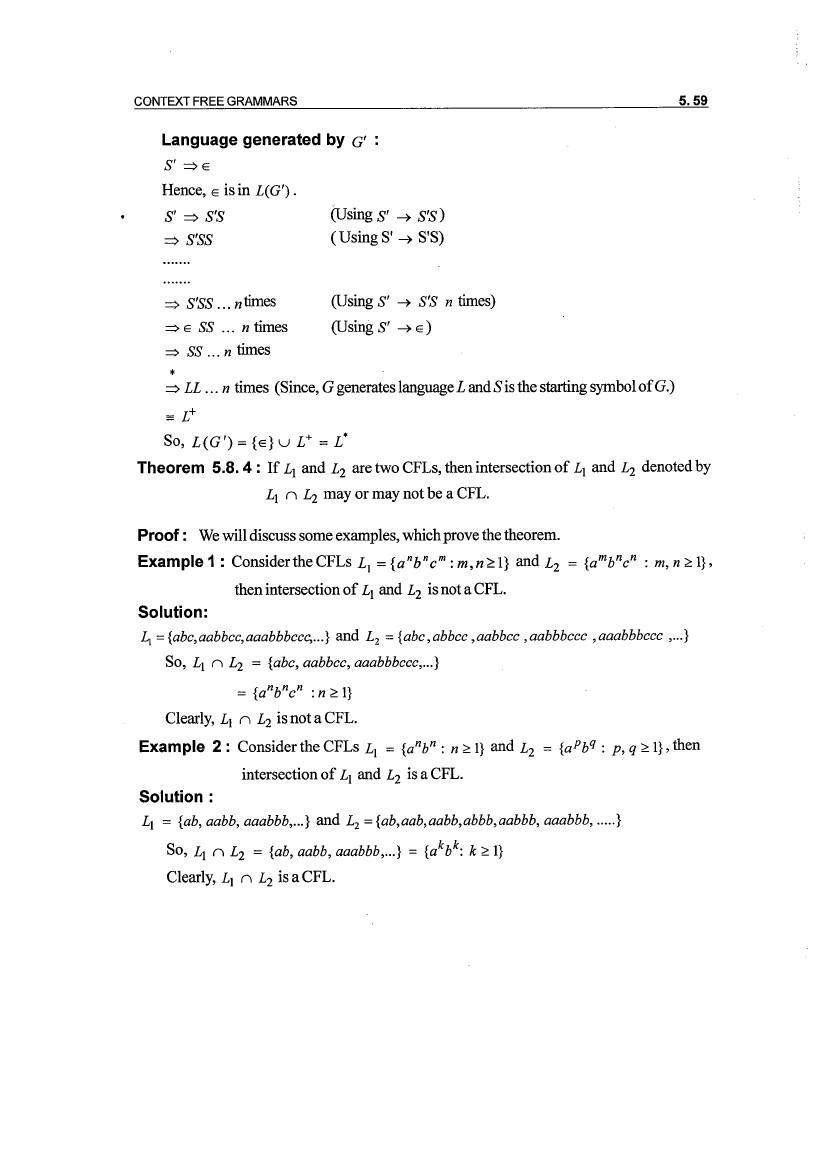 CONTEXT FREE GRAMMARS 5. 59
Language generated by G' :
S' ⇒ ∈
Hence, ∈ is in L(G') .
S' ⇒ S'S (Using S' → S'S )
⇒ S'SS ( Using S' → S'S)
.......
.......
⇒ S'SS ... n times (Using S' → S'S n times)
⇒ ∈ SS ... n times (Using S' → ∈ )
⇒ SS ... n times
*
⇒ LL ... n times (Since, G generates language L and S is the starting symbol of G.)
= L⁺
So, L(G') = {∈} ∪ L⁺ = L*
Theorem 5.8. 4 : If L₁ and L₂ are two CFLs, then intersection of L₁ and L₂ denoted by
L₁ ∩ L₂ may or may not be a CFL.
Proof : We will discuss some examples, which prove the theorem.
Example 1 : Consider the CFLs L₁ = {aⁿbⁿcᵐ : m,n ≥ 1} and L₂ = {aᵐbⁿcⁿ : m, n ≥ 1} ,
then intersection of L₁ and L₂ is not a CFL.
Solution:
L₁ = {abc,aabbcc,aaabbbccc,...} and L₂ = {abc,abbcc ,aabbcc ,aabbbccc ,aaabbbccc ,...}
So, L₁ ∩ L₂ = {abc, aabbcc, aaabbbccc,...}
= {aⁿbⁿcⁿ : n ≥ 1}
Clearly, L₁ ∩ L₂ is not a CFL.
Example 2 : Consider the CFLs L₁ = {aⁿbⁿ : n ≥ 1} and L₂ = {aᵖb^q : p, q ≥ 1} , then
intersection of L₁ and L₂ is a CFL.
Solution :
L₁ = {ab, aabb, aaabbb,...} and L₂ = {ab,aab,aabb,abbb,aabbb, aaabbb, .....}
So, L₁ ∩ L₂ = {ab, aabb, aaabbb,...} = {aᵏbᵏ: k ≥ 1}
Clearly, L₁ ∩ L₂ is a CFL.